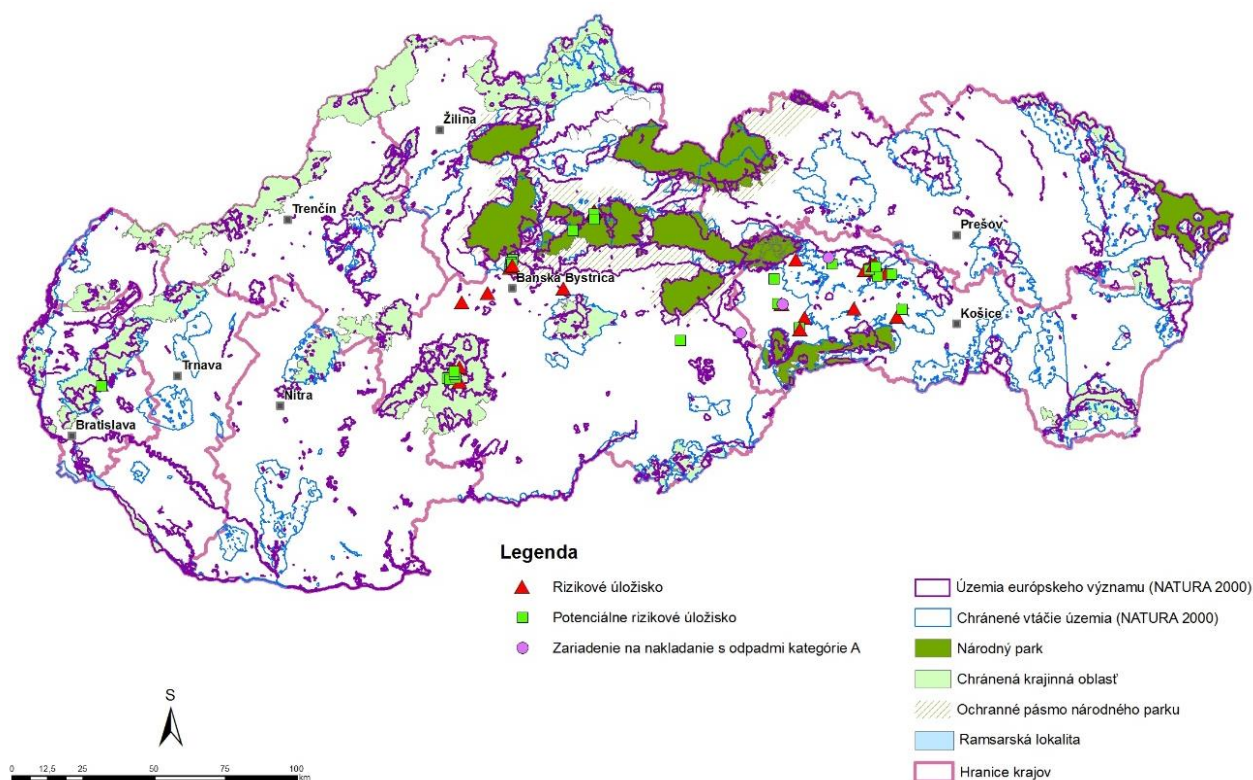 Žilina
Trenčín
Prešov
Banská Bystrica
Košice
Trnava
Nitra
Bratislava
Legenda
Rizikové úložisko
Potenciálne rizikové úložisko
Zariadenie na nakladanie s odpadmi kategórie A
Územia európskeho významu (NATURA 2000)
Chránené vtáčie územia (NATURA 2000)
Národný park
Chránená krajinná oblasť
Ochranné pásmo národného parku
Ramsarská lokalita
Hranice krajov
S
0 12,5 25 50 75 100
km